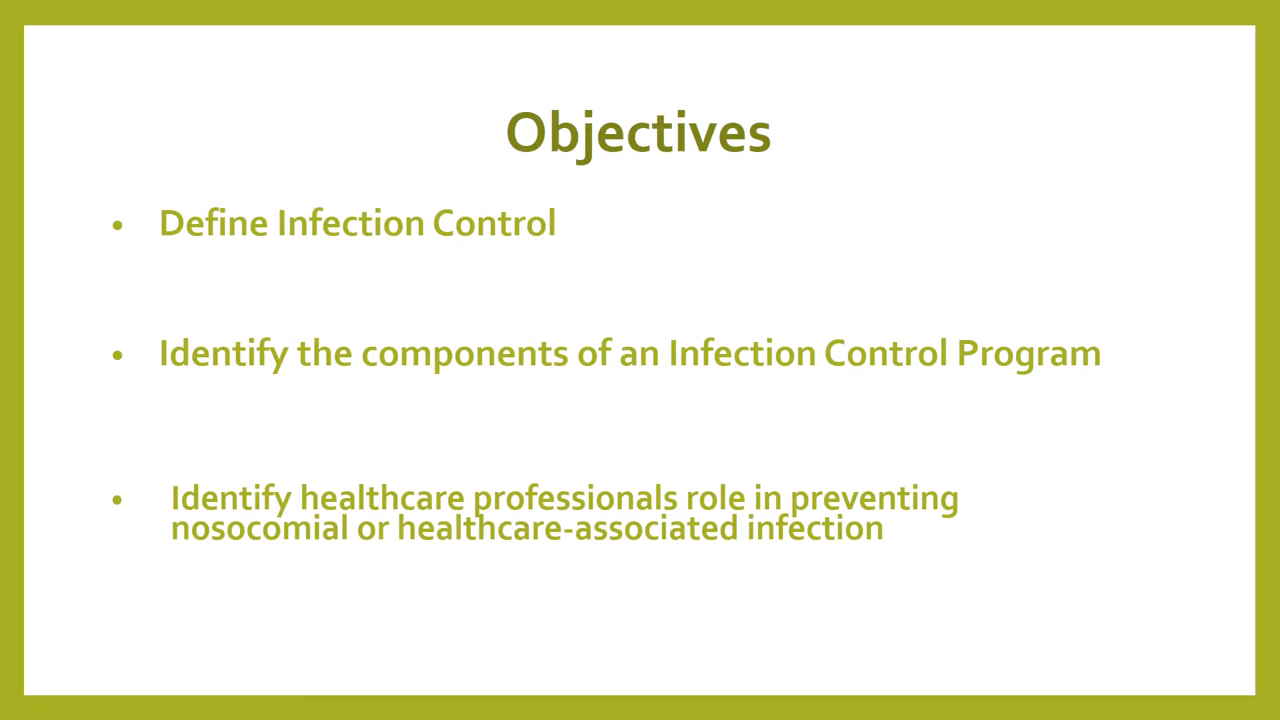 Objectives
• Define Infection Control
• Identify the components of an Infection Control Program
• Identify healthcare professionals role in preventing
nosocomial or healthcare-associated infection